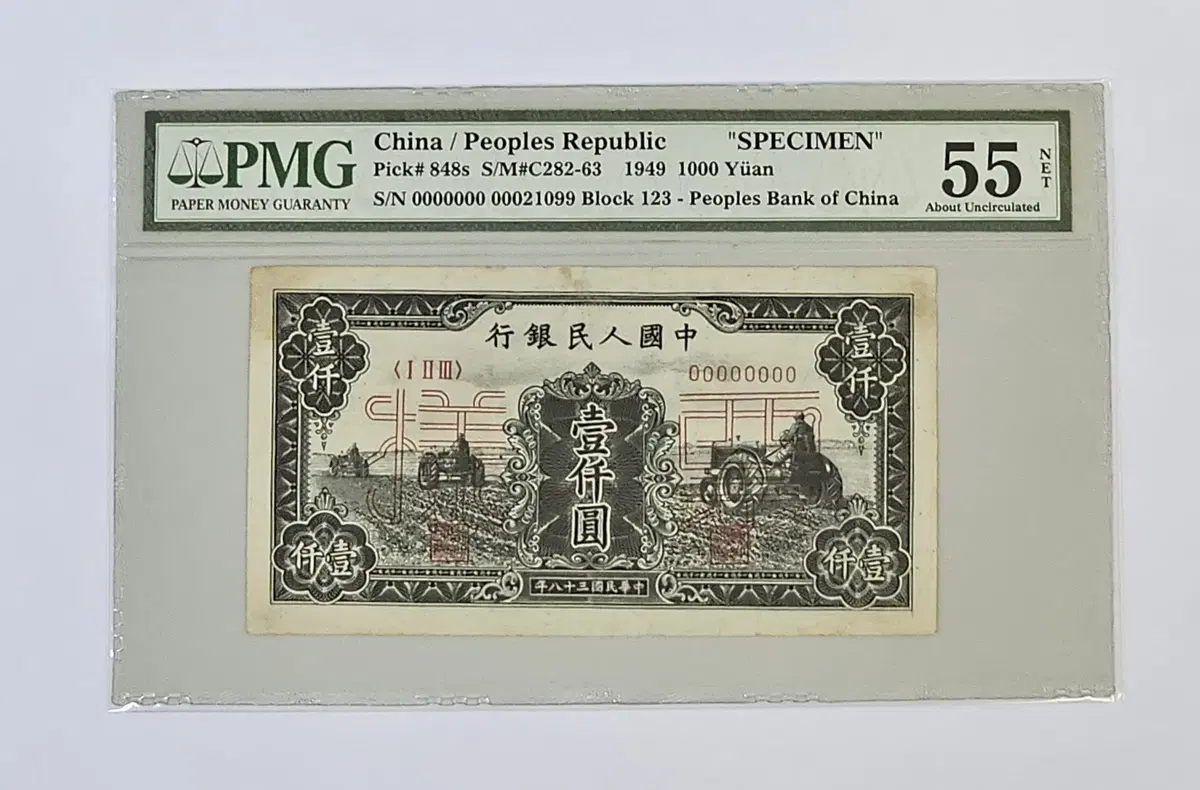 PMG
PAPER MONEY GUARANTY
China / Peoples Republic "SPECIMEN"
Pick# 848s S/M#C282-63 1949 1000 Yüan
S/N 0000000 00021099 Block 123 - Peoples Bank of China
55
NET
About Uncirculated
行銀民人國中
壹仟
壹仟
〈I II III〉
00000000
樣
票
壹仟圓
仟壹
仟壹
年八十三國民華中